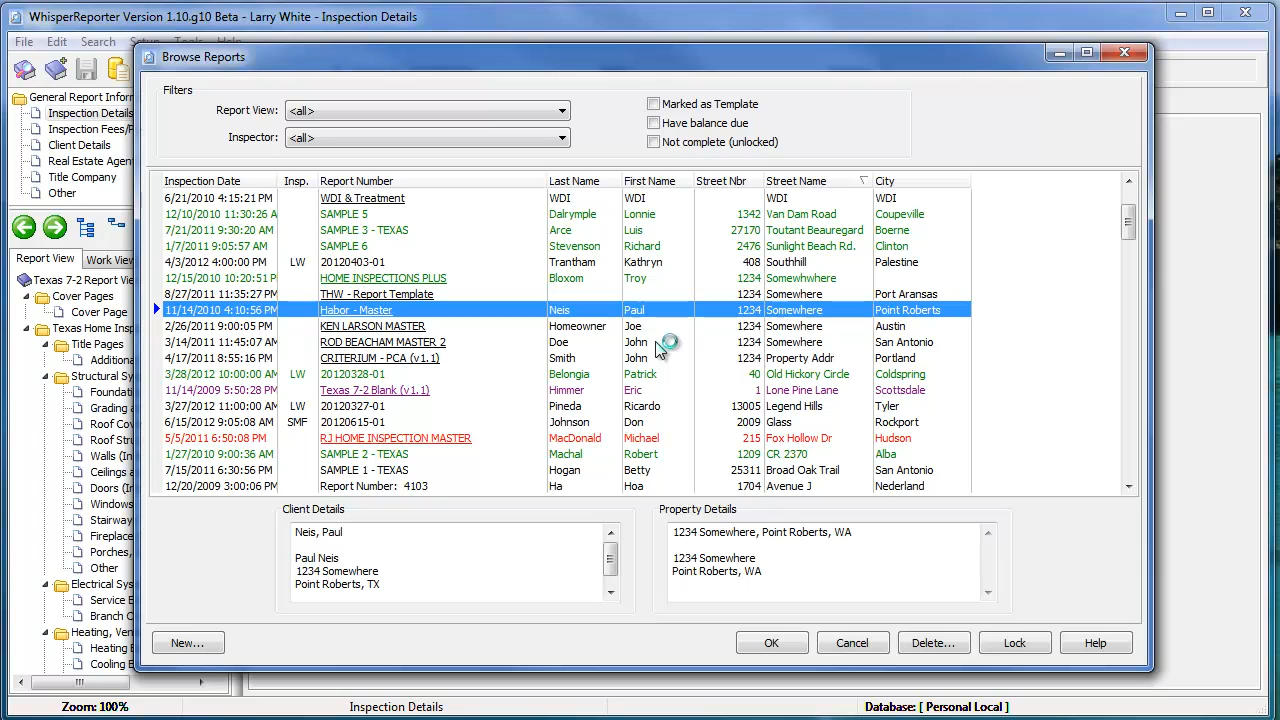 WhisperReporter Version 1.10.g10 Beta - Larry White - Inspection Details
File Edit Search Setup Tools Help
Browse Reports
General Report Inforn
Inspection Details
Inspection Fees/P
Client Details
Real Estate Agen
Title Company
Other
Report View Work View
Texas 7-2 Report Vie
Cover Pages
Cover Page
Texas Home Insp
Title Pages
Additiona
Structural Sy
Foundati
Grading a
Roof Cov
Roof Stru
Walls (In
Ceilings a
Doors (In
Windows
Stairway
Fireplace
Porches,
Other
Electrical Sys
Service E
Branch C
Heating, Ven
Heating E
Cooling E
Filters
Report View: <all>
Inspector: <all>
Marked as Template
Have balance due
Not complete (unlocked)
Inspection Date Insp. Report Number Last Name First Name Street Nbr Street Name City
6/21/2010 4:15:21 PM WDI & Treatment WDI WDI WDI WDI
12/10/2010 11:30:26 A SAMPLE 5 Dalrymple Lonnie 1342 Van Dam Road Coupeville
7/21/2011 9:30:20 AM SAMPLE 3 - TEXAS Arce Luis 27170 Toutant Beauregard Boerne
1/7/2011 9:05:57 AM SAMPLE 6 Stevenson Richard 2476 Sunlight Beach Rd. Clinton
4/3/2012 4:00:00 PM LW 20120403-01 Trantham Kathryn 408 Southhill Palestine
12/15/2010 10:20:51 P HOME INSPECTIONS PLUS Bloxom Troy 1234 Somewhwhere
8/27/2011 11:35:27 PM THW - Report Template 1234 Somewhere Port Aransas
11/14/2010 4:10:56 PM Habor - Master Neis Paul 1234 Somewhere Point Roberts
2/26/2011 9:00:05 PM KEN LARSON MASTER Homeowner Joe 1234 Somewhere Austin
3/14/2011 11:45:07 AM ROD BEACHAM MASTER 2 Doe John 1234 Somewhere San Antonio
4/17/2011 8:55:16 PM CRITERIUM - PCA (v1.1) Smith John 1234 Property Addr Portland
3/28/2012 10:00:00 AM LW 20120328-01 Belongia Patrick 40 Old Hickory Circle Coldspring
11/14/2009 5:50:28 PM Texas 7-2 Blank (v1.1) Himmer Eric 1 Lone Pine Lane Scottsdale
3/27/2012 11:00:00 AM LW 20120327-01 Pineda Ricardo 13005 Legend Hills Tyler
6/15/2012 9:05:08 AM SMF 20120615-01 Johnson Don 2009 Glass Rockport
5/5/2011 6:50:08 PM RJ HOME INSPECTION MASTER MacDonald Michael 215 Fox Hollow Dr Hudson
1/27/2010 9:00:36 AM SAMPLE 2 - TEXAS Machal Robert 1209 CR 2370 Alba
7/15/2011 6:30:56 PM SAMPLE 1 - TEXAS Hogan Betty 25311 Broad Oak Trail San Antonio
12/20/2009 3:00:06 PM Report Number: 4103 Ha Hoa 1704 Avenue J Nederland
Client Details
Neis, Paul
Paul Neis
1234 Somewhere
Point Roberts, TX
Property Details
1234 Somewhere, Point Roberts, WA
1234 Somewhere
Point Roberts, WA
New... OK Cancel Delete... Lock Help
Zoom: 100% Inspection Details Database: [ Personal Local ]